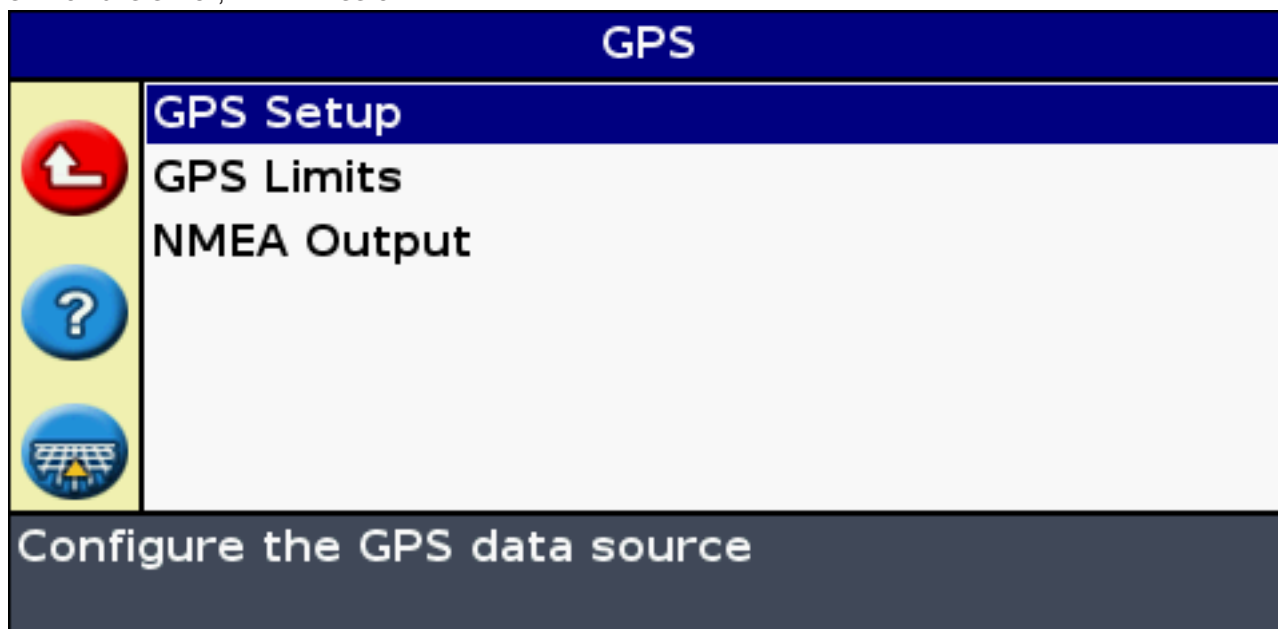 GPS
GPS Setup
GPS Limits
NMEA Output
?
Configure the GPS data source